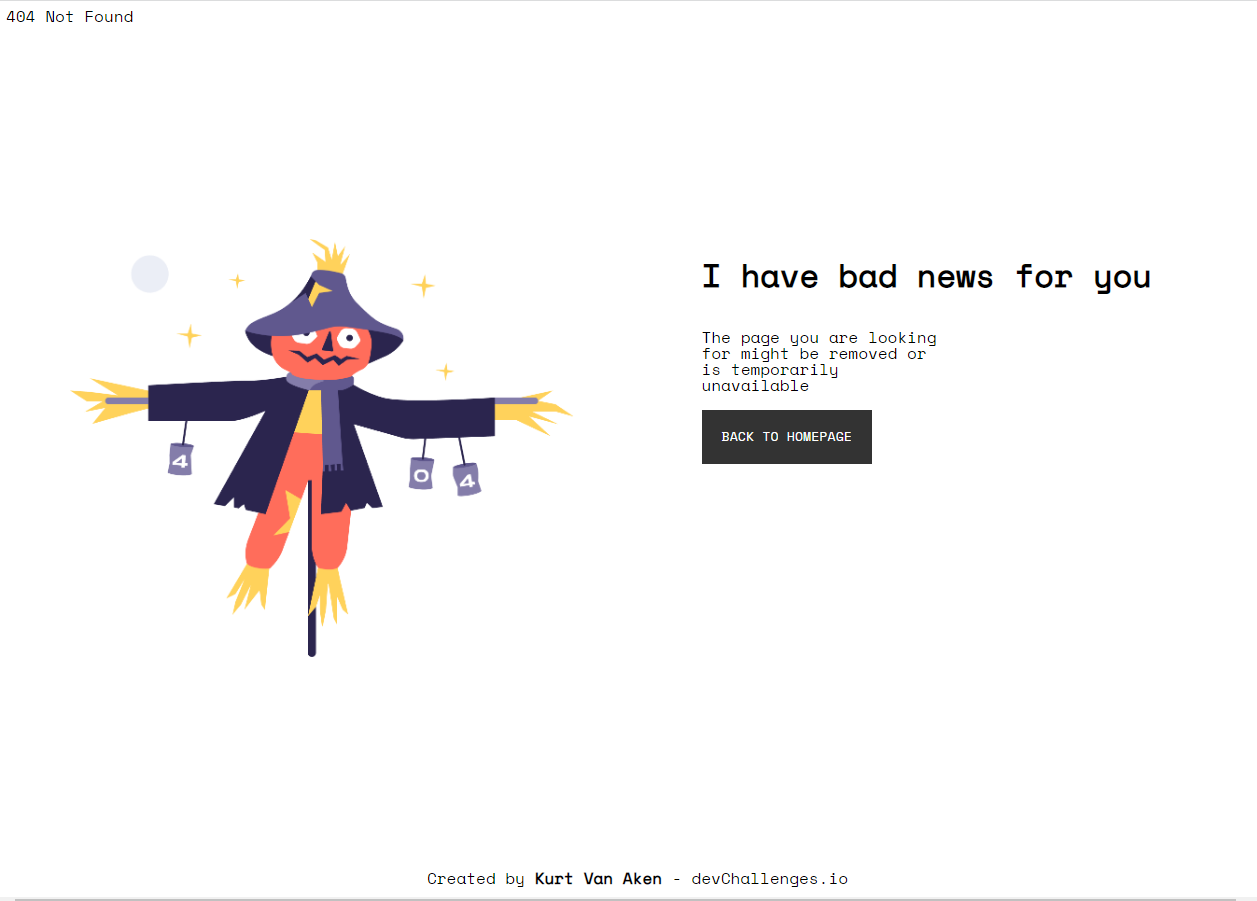 404 Not Found
I have bad news for you
The page you are looking
for might be removed or
is temporarily
unavailable
BACK TO HOMEPAGE
4
0
4
Created by Kurt Van Aken - devChallenges.io